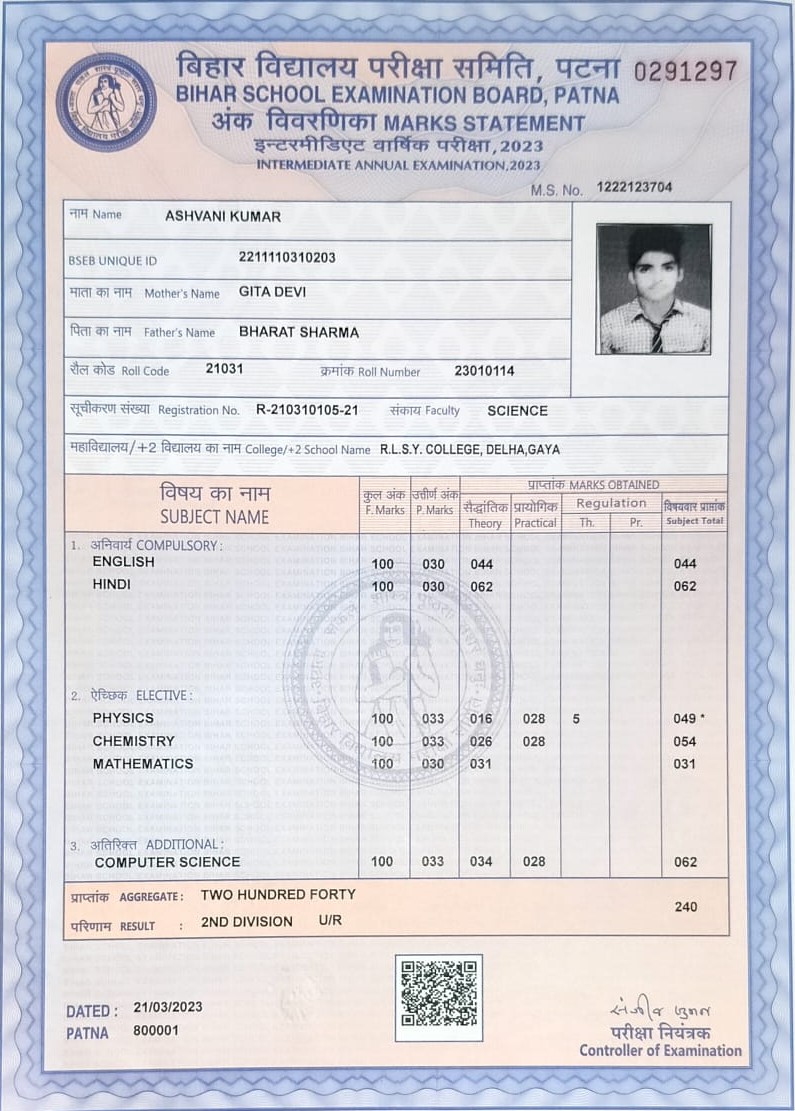 बिहार विद्यालय परीक्षा समिति, पटना 0291297
BIHAR SCHOOL EXAMINATION BOARD, PATNA
अंक विवरणिका MARKS STATEMENT
इन्टरमीडिएट वार्षिक परीक्षा, 2023
INTERMEDIATE ANNUAL EXAMINATION, 2023
M.S. No. 1222123704
नाम Name ASHVANI KUMAR
BSEB UNIQUE ID 2211110310203
माता का नाम Mother's Name GITA DEVI
पिता का नाम Father's Name BHARAT SHARMA
रौल कोड Roll Code 21031 क्रमांक Roll Number 23010114
सूचीकरण संख्या Registration No. R-210310105-21 संकाय Faculty SCIENCE
महाविद्यालय/+2 विद्यालय का नाम College/+2 School Name R.L.S.Y. COLLEGE, DELHA,GAYA
विषय का नाम SUBJECT NAME
कुल अंक F. Marks
उत्तीर्ण अंक P. Marks
प्राप्तांक MARKS OBTAINED
सैद्धांतिक Theory
प्रायोगिक Practical
Regulation
Th. Pr.
विषयवार प्राप्तांक Subject Total
1. अनिवार्य COMPULSORY:
ENGLISH 100 030 044 044
HINDI 100 030 062 062
2. ऐच्छिक ELECTIVE:
PHYSICS 100 033 016 028 5 049 *
CHEMISTRY 100 033 026 028 054
MATHEMATICS 100 030 031 031
3. अतिरिक्त ADDITIONAL:
COMPUTER SCIENCE 100 033 034 028 062
प्राप्तांक AGGREGATE: TWO HUNDRED FORTY 240
परिणाम RESULT : 2ND DIVISION U/R
DATED: 21/03/2023
PATNA 800001
परीक्षा नियंत्रक
Controller of Examination